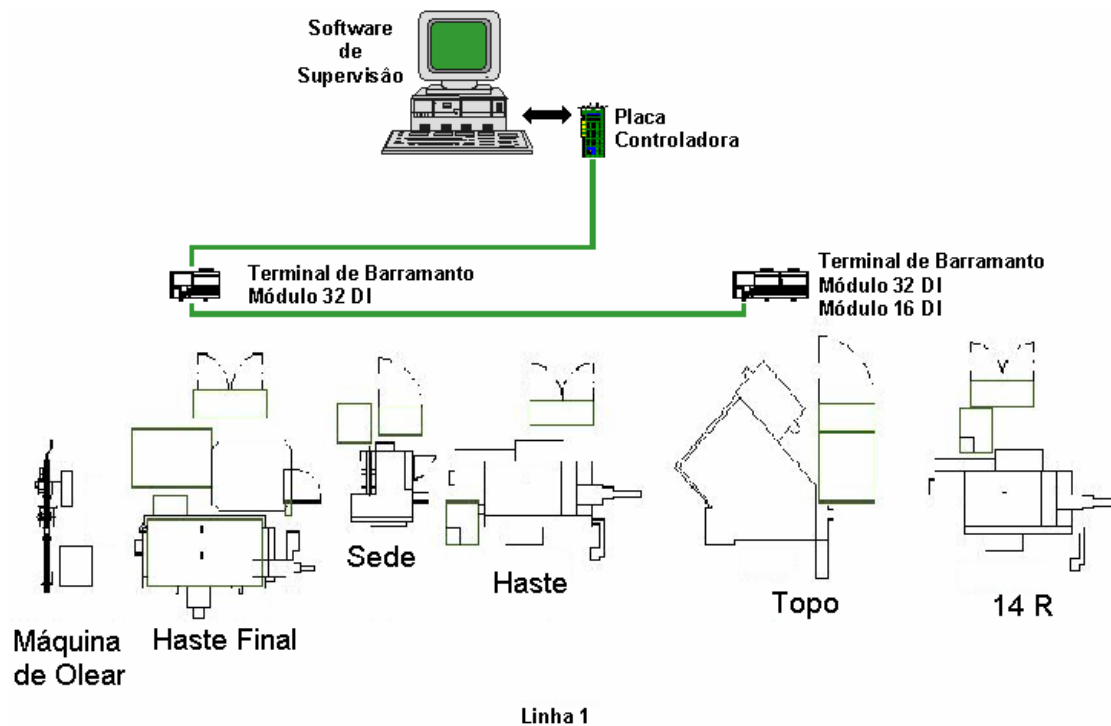 Software
de
Supervisão
Placa
Controladora
Terminal de Barramanto
Módulo 32 DI
Terminal de Barramanto
Módulo 32 DI
Módulo 16 DI
Máquina
de Olear
Haste Final
Sede
Haste
Topo
14 R
Linha 1